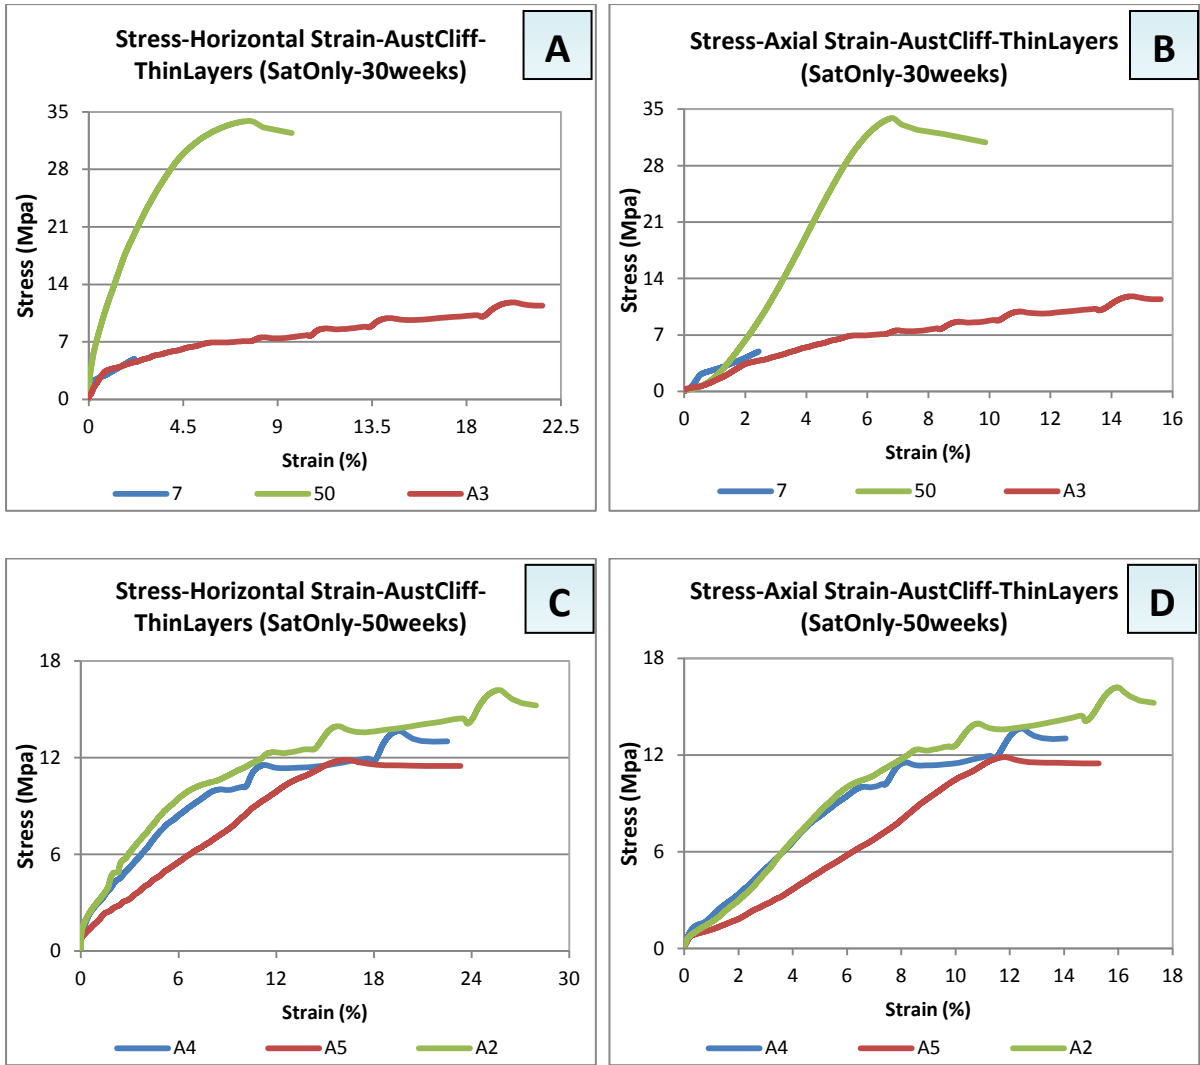 Stress-Horizontal Strain-AustCliff-
ThinLayers (SatOnly-30weeks)
A
35
28
21
14
7
0
Stress (Mpa)
0 4.5 9 13.5 18 22.5
Strain (%)
7 50 A3
Stress-Axial Strain-AustCliff-ThinLayers
(SatOnly-30weeks)
B
35
28
21
14
7
0
Stress (Mpa)
0 2 4 6 8 10 12 14 16
Strain (%)
7 50 A3
Stress-Horizontal Strain-AustCliff-
ThinLayers (SatOnly-50weeks)
C
18
12
6
0
Stress (Mpa)
0 6 12 18 24 30
Strain (%)
A4 A5 A2
Stress-Axial Strain-AustCliff-ThinLayers
(SatOnly-50weeks)
D
18
12
6
0
Stress (Mpa)
0 2 4 6 8 10 12 14 16 18
Strain (%)
A4 A5 A2